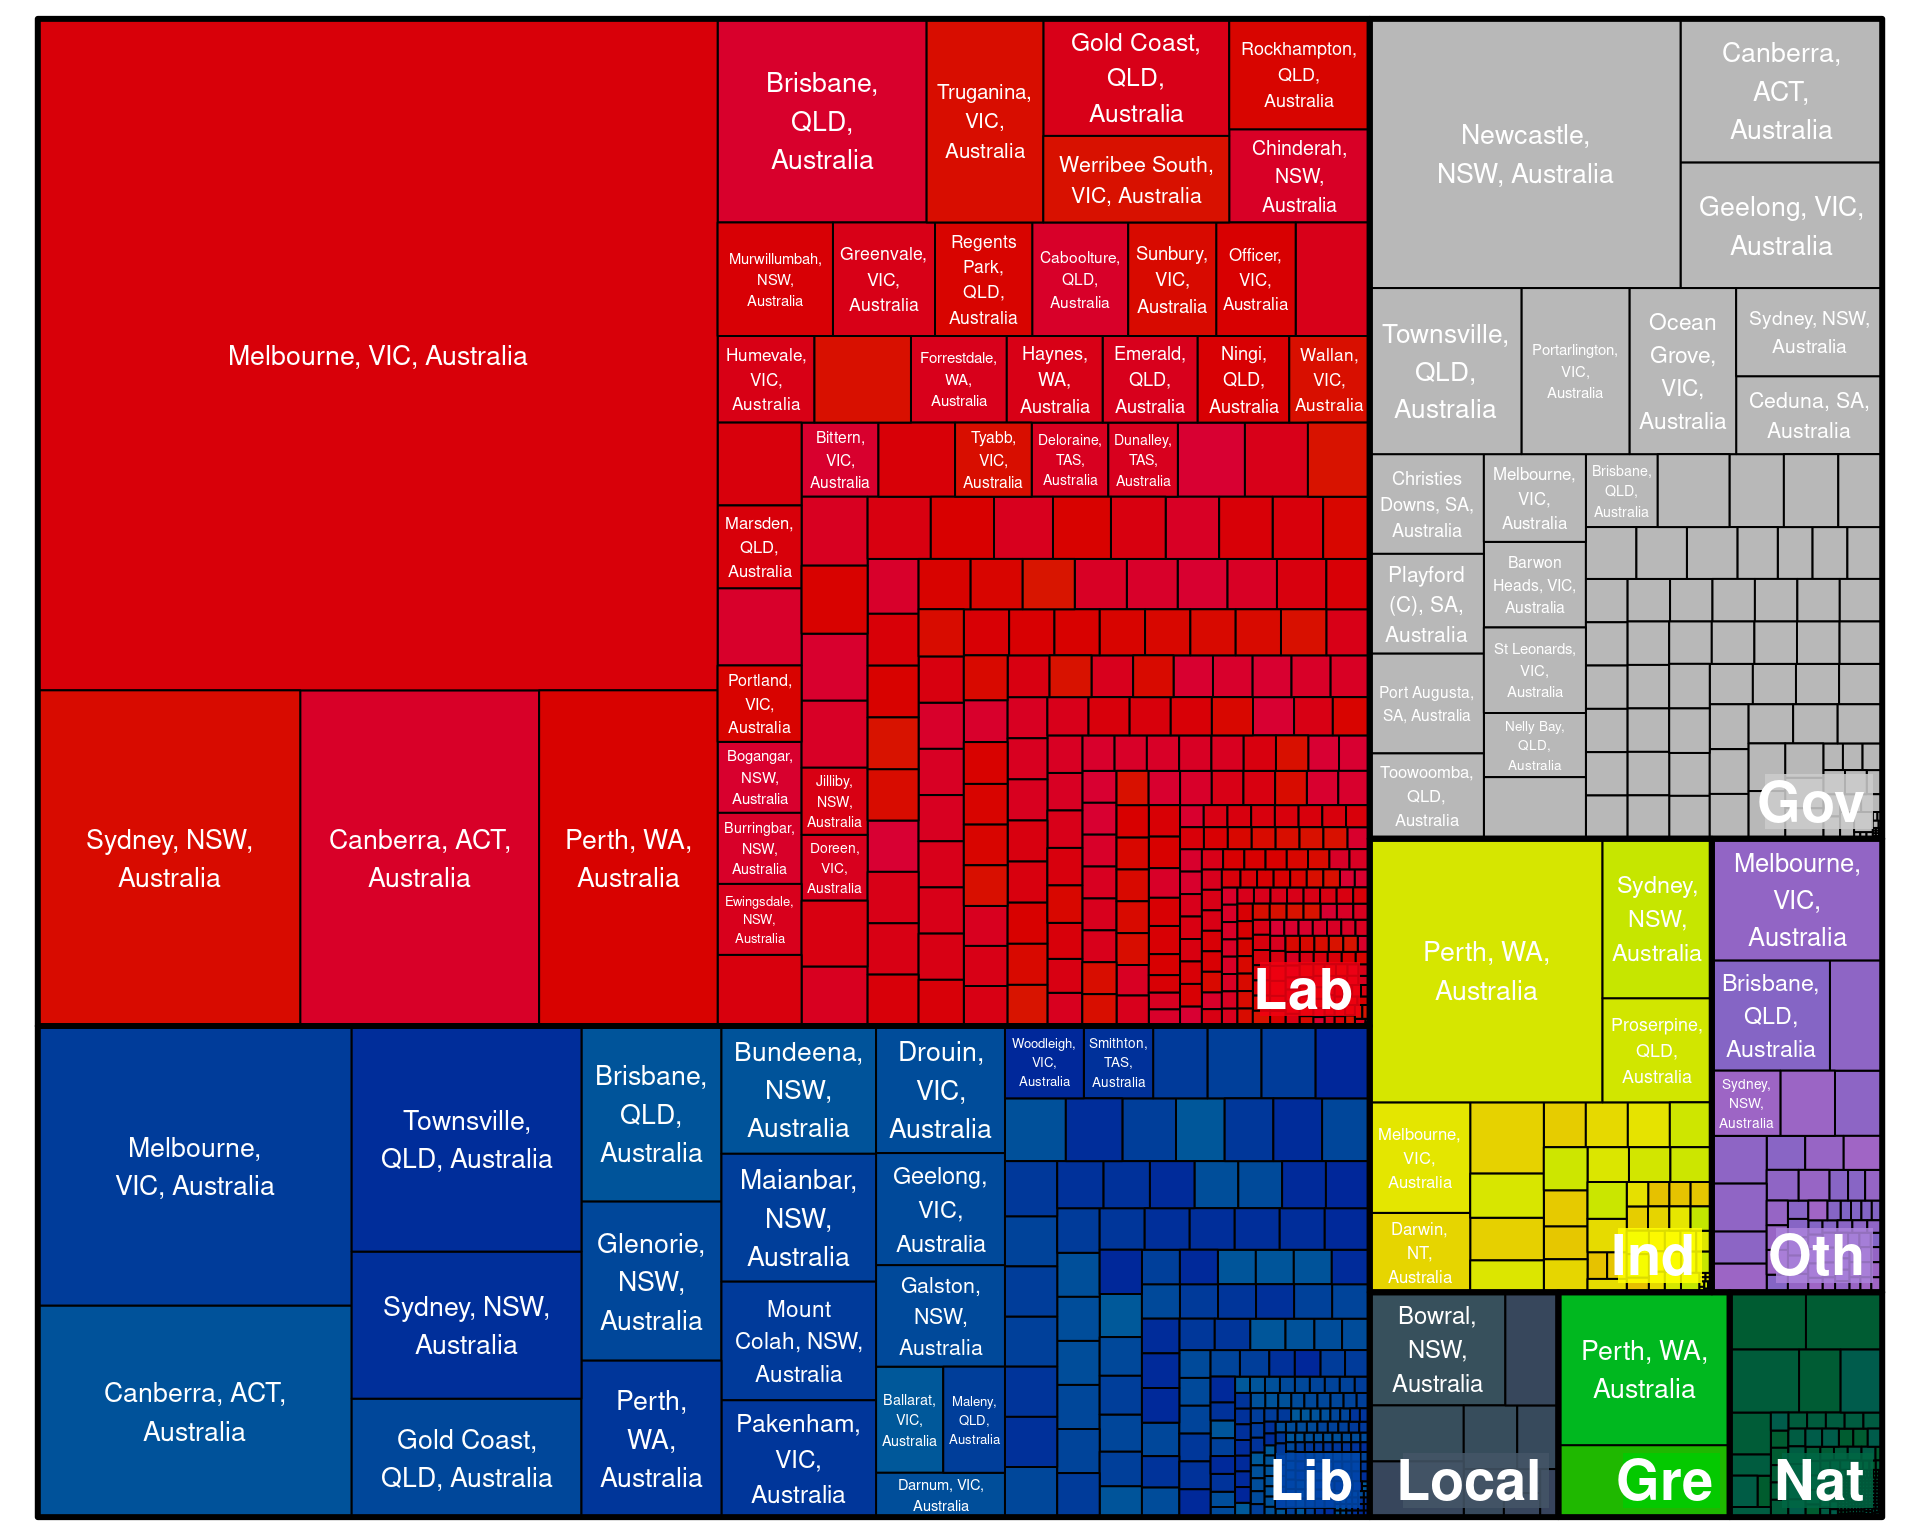 Melbourne, VIC, Australia
Sydney, NSW,
Australia
Canberra, ACT,
Australia
Perth, WA,
Australia
Brisbane,
QLD,
Australia
Truganina,
VIC,
Australia
Gold Coast,
QLD,
Australia
Werribee South,
VIC, Australia
Rockhampton,
QLD,
Australia
Chinderah,
NSW,
Australia
Murwillumbah,
NSW,
Australia
Greenvale,
VIC,
Australia
Regents
Park,
QLD,
Australia
Caboolture,
QLD,
Australia
Sunbury,
VIC,
Australia
Officer,
VIC,
Australia
Humevale,
VIC,
Australia
Forrestdale,
WA,
Australia
Haynes,
WA,
Australia
Emerald,
QLD,
Australia
Ningi,
QLD,
Australia
Wallan,
VIC,
Australia
Bittern,
VIC,
Australia
Tyabb,
VIC,
Australia
Deloraine,
TAS,
Australia
Dunalley,
TAS,
Australia
Marsden,
QLD,
Australia
Portland,
VIC,
Australia
Bogangar,
NSW,
Australia
Burringbar,
NSW,
Australia
Ewingsdale,
NSW,
Australia
Jilliby,
NSW,
Australia
Doreen,
VIC,
Australia
Lab
Newcastle,
NSW, Australia
Canberra,
ACT,
Australia
Geelong, VIC,
Australia
Townsville,
QLD,
Australia
Portarlington,
VIC,
Australia
Ocean
Grove,
VIC,
Australia
Sydney, NSW,
Australia
Ceduna, SA,
Australia
Christies
Downs, SA,
Australia
Playford
(C), SA,
Australia
Port Augusta,
SA, Australia
Toowoomba,
QLD,
Australia
Melbourne,
VIC,
Australia
Barwon
Heads, VIC,
Australia
St Leonards,
VIC,
Australia
Nelly Bay,
QLD,
Australia
Brisbane,
QLD,
Australia
Gov
Melbourne,
VIC, Australia
Canberra, ACT,
Australia
Townsville,
QLD, Australia
Sydney, NSW,
Australia
Gold Coast,
QLD, Australia
Brisbane,
QLD,
Australia
Glenorie,
NSW,
Australia
Perth,
WA,
Australia
Bundeena,
NSW,
Australia
Maianbar,
NSW,
Australia
Mount
Colah, NSW,
Australia
Pakenham,
VIC,
Australia
Drouin,
VIC,
Australia
Geelong,
VIC,
Australia
Galston,
NSW,
Australia
Ballarat,
VIC,
Australia
Maleny,
QLD,
Australia
Darnum, VIC,
Australia
Woodleigh,
VIC,
Australia
Smithton,
TAS,
Australia
Lib
Perth, WA,
Australia
Sydney,
NSW,
Australia
Proserpine,
QLD,
Australia
Melbourne,
VIC,
Australia
Darwin,
NT,
Australia
Ind
Melbourne,
VIC,
Australia
Brisbane,
QLD,
Australia
Sydney,
NSW,
Australia
Oth
Bowral,
NSW,
Australia
Local
Perth, WA,
Australia
Gre
Nat